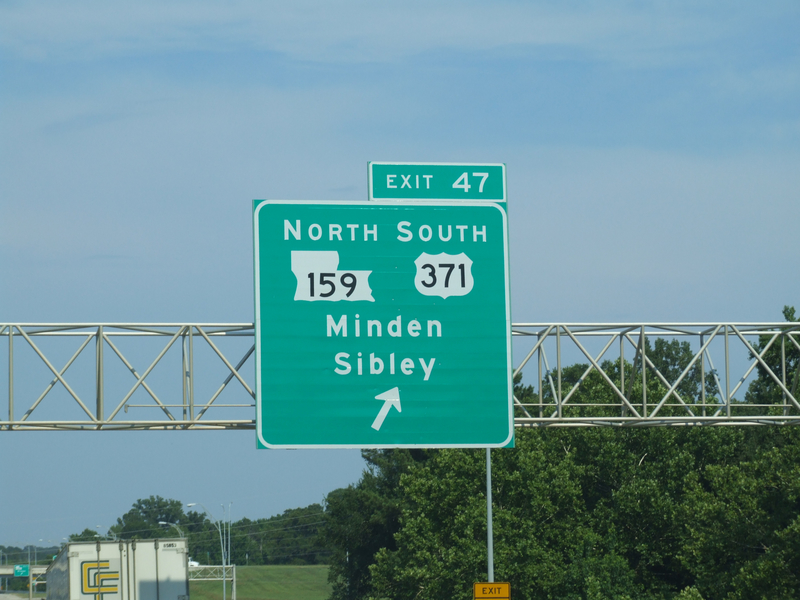 EXIT 47
NORTH SOUTH
159 371
Minden
Sibley
EXIT